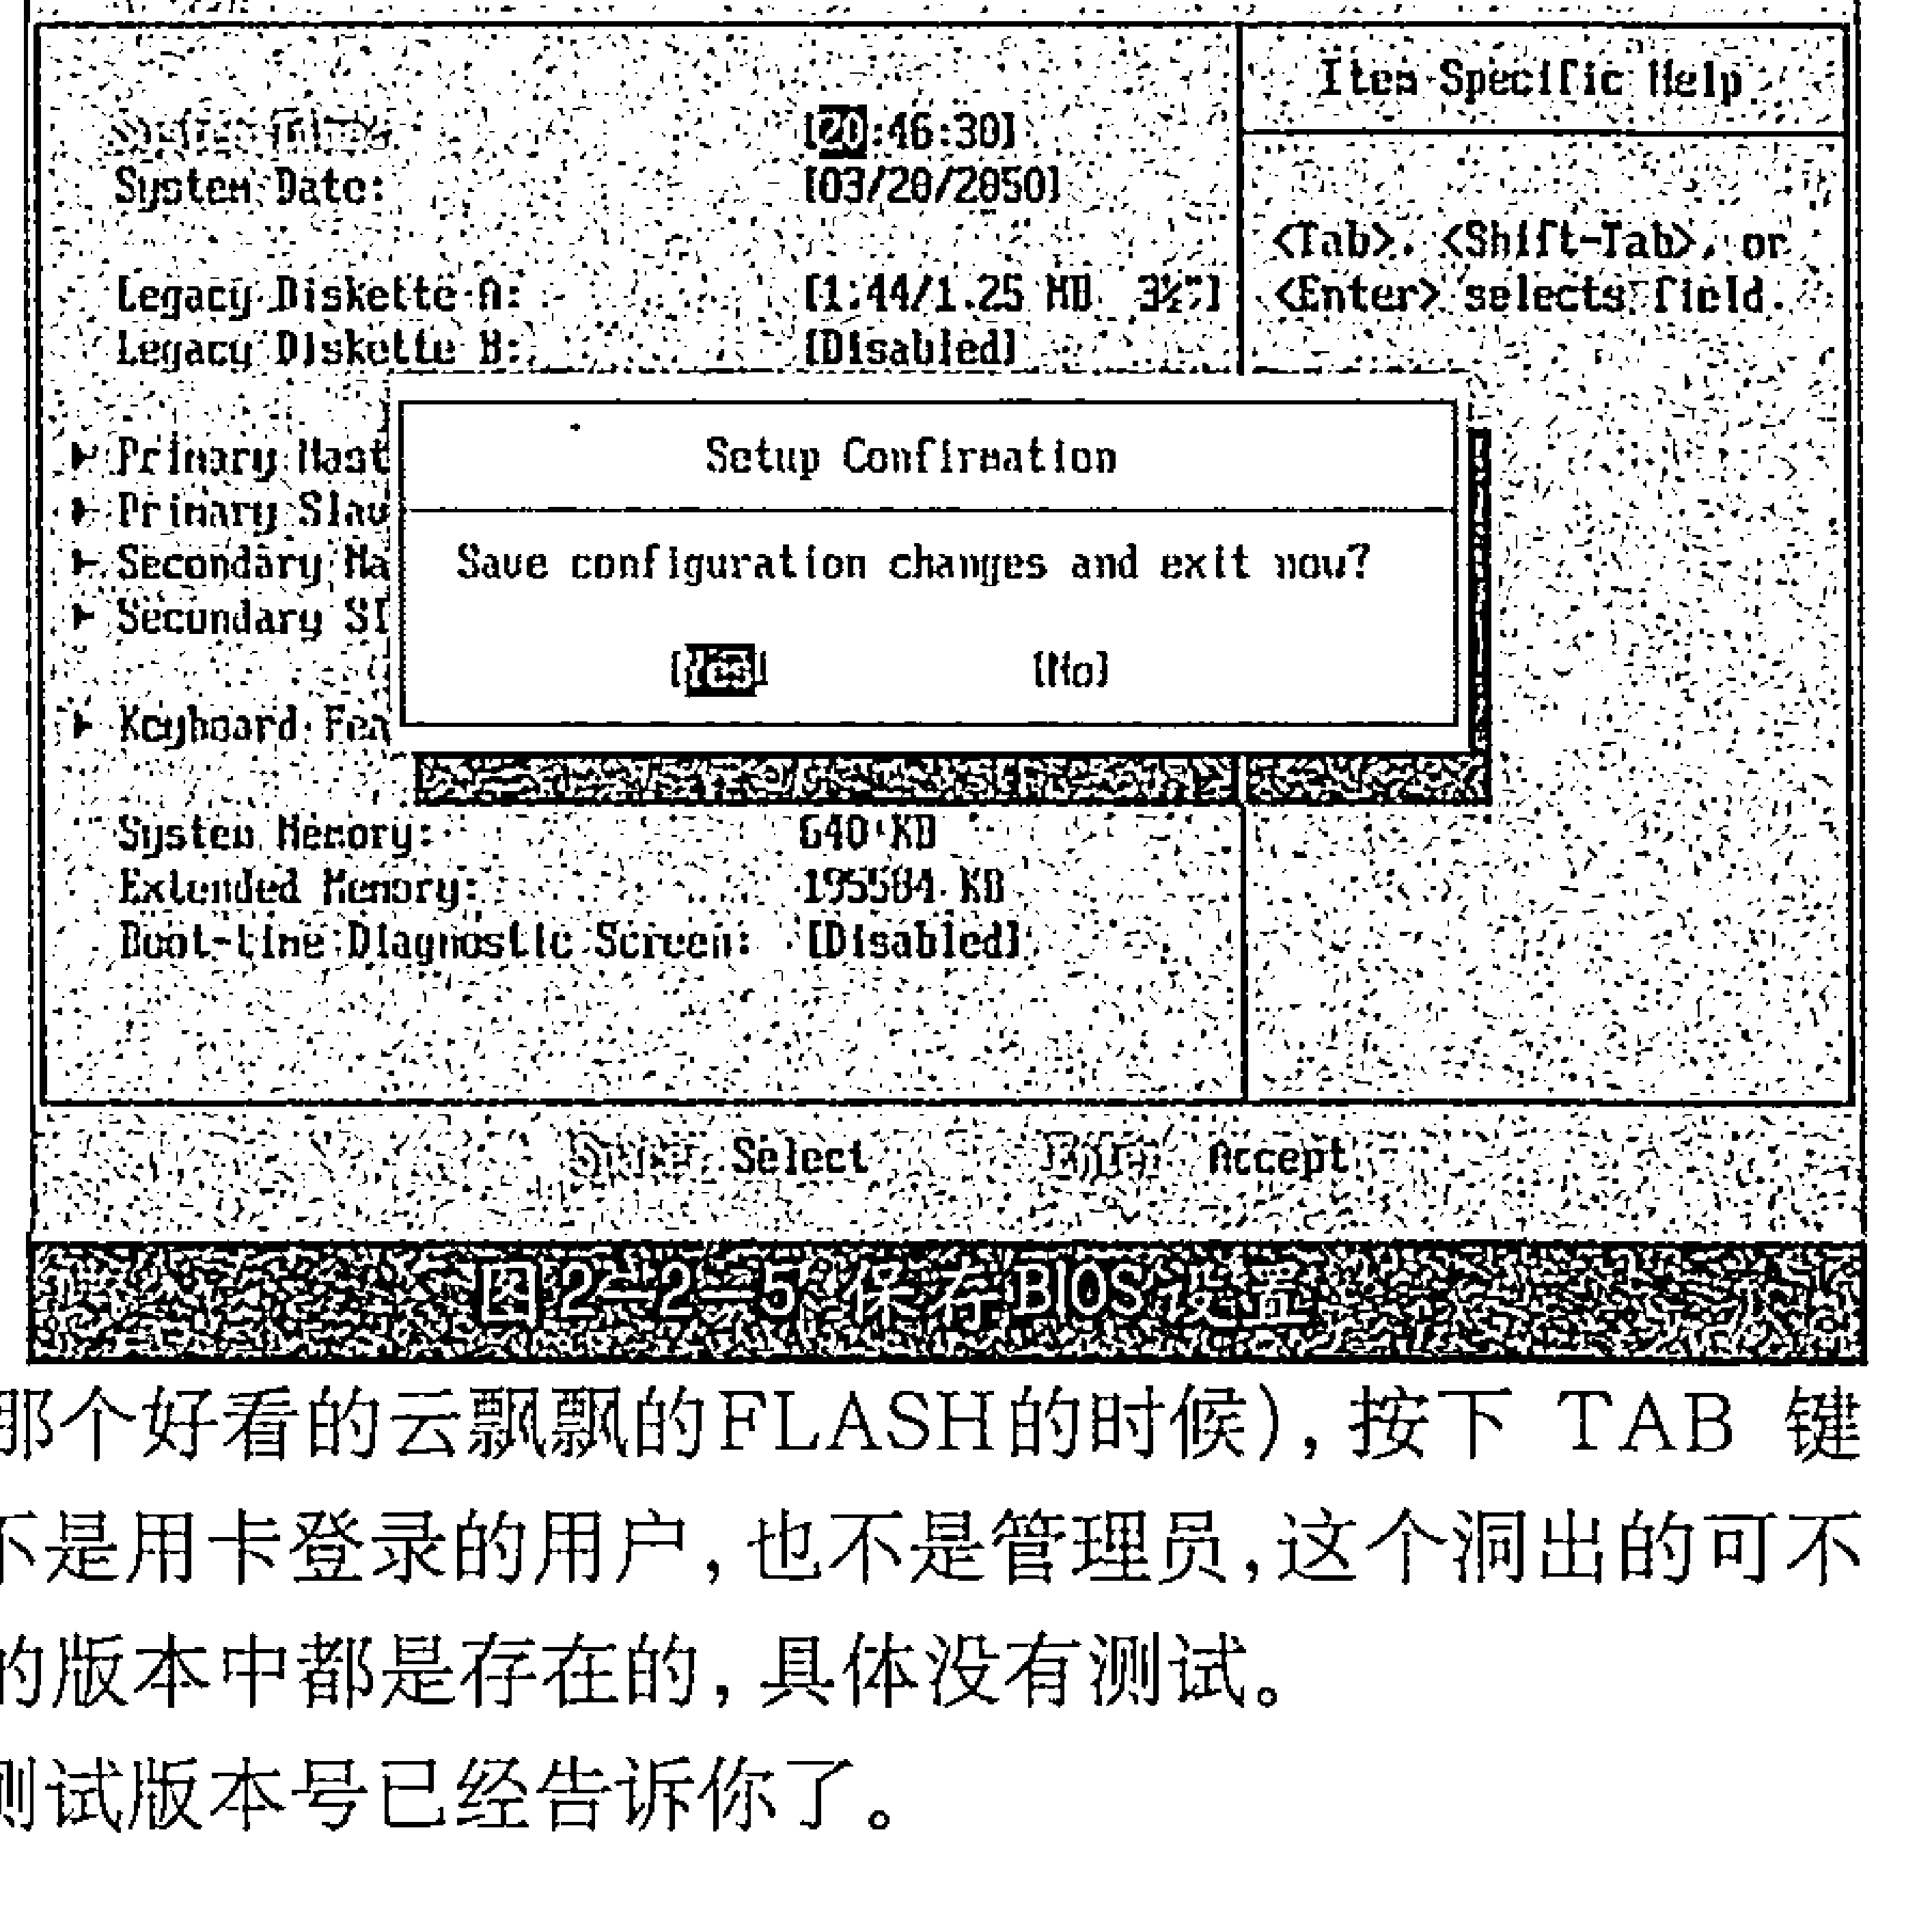 Item Specific Help
System Time: [20:46:30]
System Date: [03/20/2050]
<Tab>, <Shift-Tab>, or
<Enter> selects field.
Legacy Diskette A: [1.44/1.25 MB 3½"]
Legacy Diskette B: [Disabled]
Setup Confirmation
Primary Mast
Primary Slav
Secondary Ma
Secondary Sl
Save configuration changes and exit now?
[Yes] [No]
Keyboard Fea
System Memory: 640 KB
Extended Memory: 195584 KB
Boot-time Diagnostic Screen: [Disabled]
Space Select Enter Accept
图2-2-5 保存BIOS设置
那个好看的云飘飘的FLASH的时候),按下 TAB 键
不是用卡登录的用户,也不是管理员,这个洞出的可不
的版本中都是存在的,具体没有测试。
测试版本号已经告诉你了。